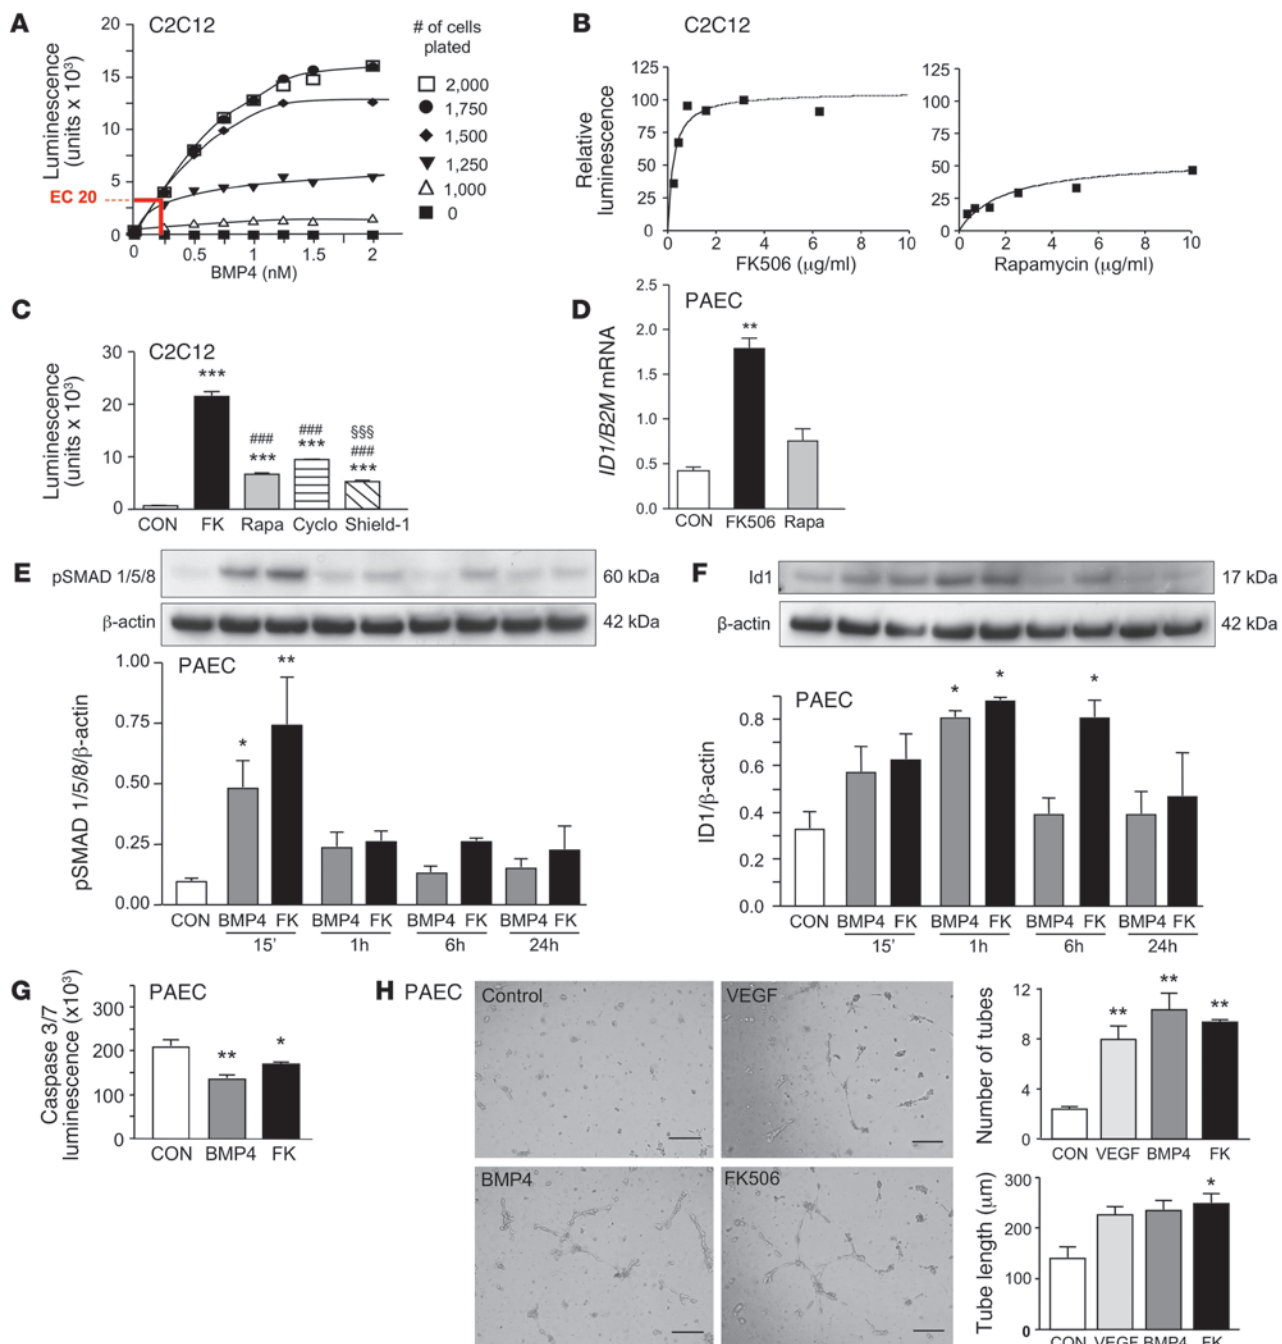 A
C2C12
Luminescence
(units x 10³)
20
15
10
5
0
EC 20
0
0.5
1
1.5
2
BMP4 (nM)
# of cells
plated
2,000
1,750
1,500
1,250
1,000
0
B
C2C12
Relative
luminescence
125
100
75
50
25
0
0
2
4
6
8
10
FK506 (μg/ml)
125
100
75
50
25
0
0
2
4
6
8
10
Rapamycin (μg/ml)
C
C2C12
Luminescence
(units x 10³)
30
20
10
0
***
###
***
###
***
§§§
###
***
CON
FK
Rapa
Cyclo
Shield-1
D
PAEC
ID1/B2M mRNA
2.5
2.0
1.5
1.0
0.5
0.0
**
CON
FK506
Rapa
E
pSMAD 1/5/8
60 kDa
β-actin
42 kDa
PAEC
pSMAD 1/5/8/β-actin
1.00
0.75
0.50
0.25
0.00
*
**
CON BMP4 FK BMP4 FK BMP4 FK BMP4 FK
15' 1h 6h 24h
F
Id1
17 kDa
β-actin
42 kDa
PAEC
ID1/β-actin
0.8
0.6
0.4
0.2
0.0
*
*
*
CON BMP4 FK BMP4 FK BMP4 FK BMP4 FK
15' 1h 6h 24h
G
PAEC
Caspase 3/7
luminescence (x10³)
300
200
150
100
0
**
*
CON BMP4 FK
H
PAEC
Control
VEGF
BMP4
FK506
Number of tubes
12
8
4
0
**
**
**
CON VEGF BMP4 FK
Tube length (μm)
300
200
100
0
*
CON VEGF BMP4 FK